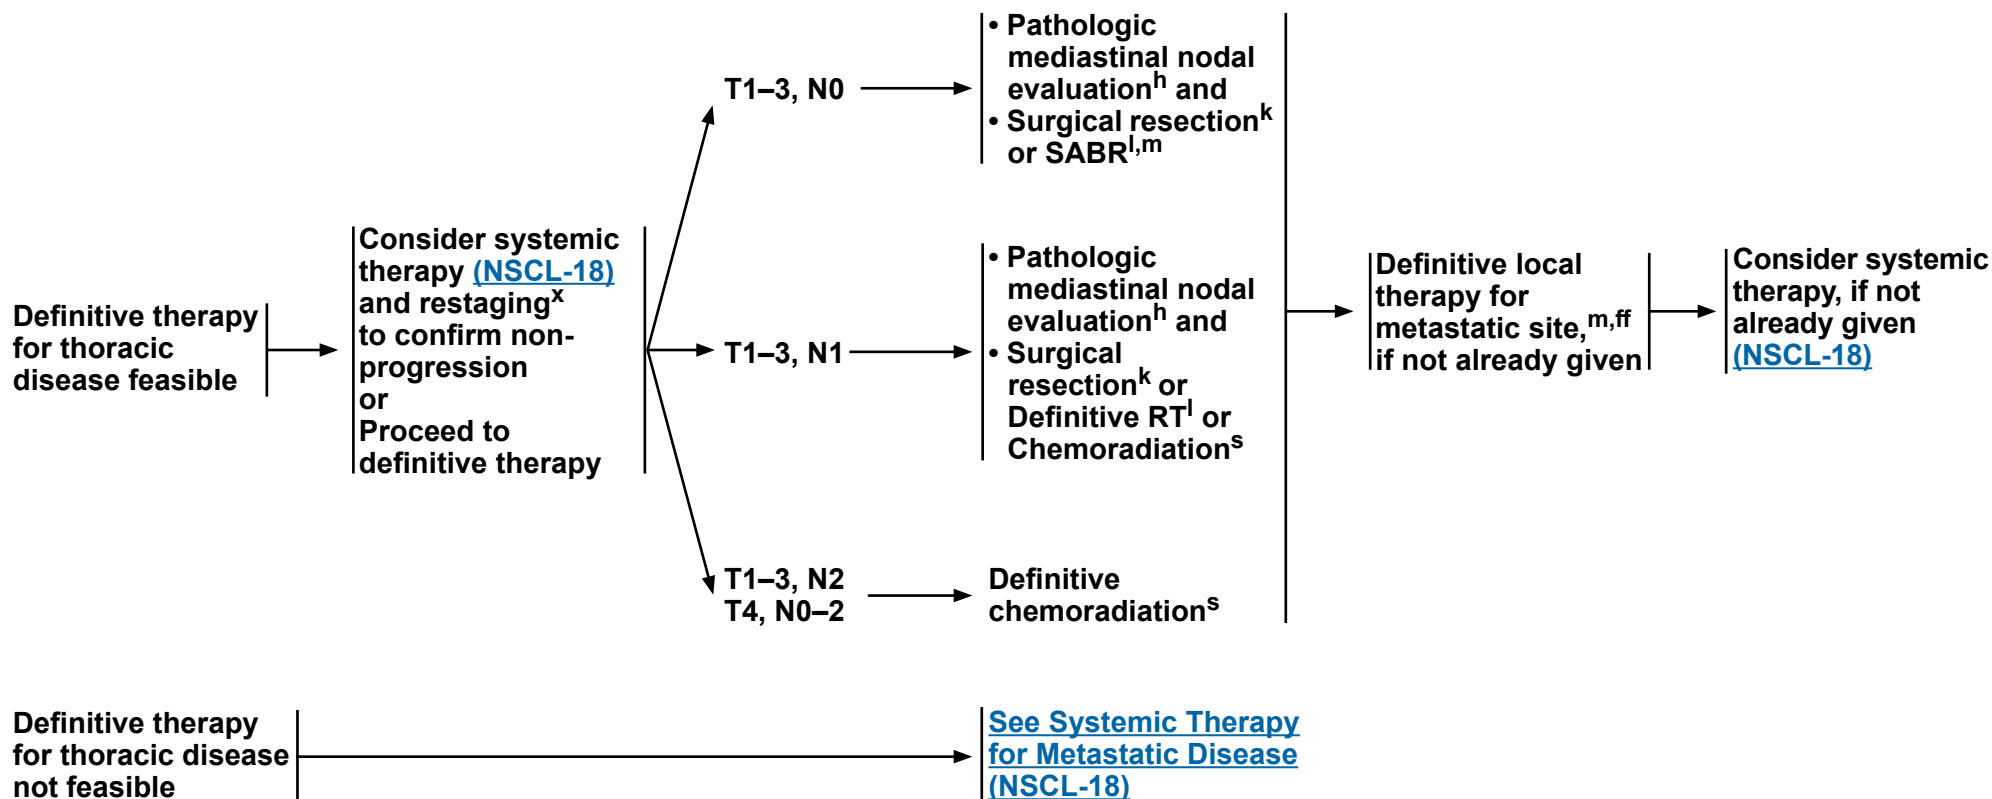 Definitive therapy
for thoracic
disease feasible
Consider systemic
therapy (NSCL-18)
and restagingx
to confirm non-
progression
or
Proceed to
definitive therapy
T1–3, N0
• Pathologic
mediastinal nodal
evaluationh and
• Surgical resectionk
or SABRl,m
T1–3, N1
• Pathologic
mediastinal nodal
evaluationh and
• Surgical
resectionk or
Definitive RTl or
Chemoradiations
T1–3, N2
T4, N0–2
Definitive
chemoradiations
Definitive local
therapy for
metastatic site,m,ff
if not already given
Consider systemic
therapy, if not
already given
(NSCL-18)
Definitive therapy
for thoracic disease
not feasible
See Systemic Therapy
for Metastatic Disease
(NSCL-18)